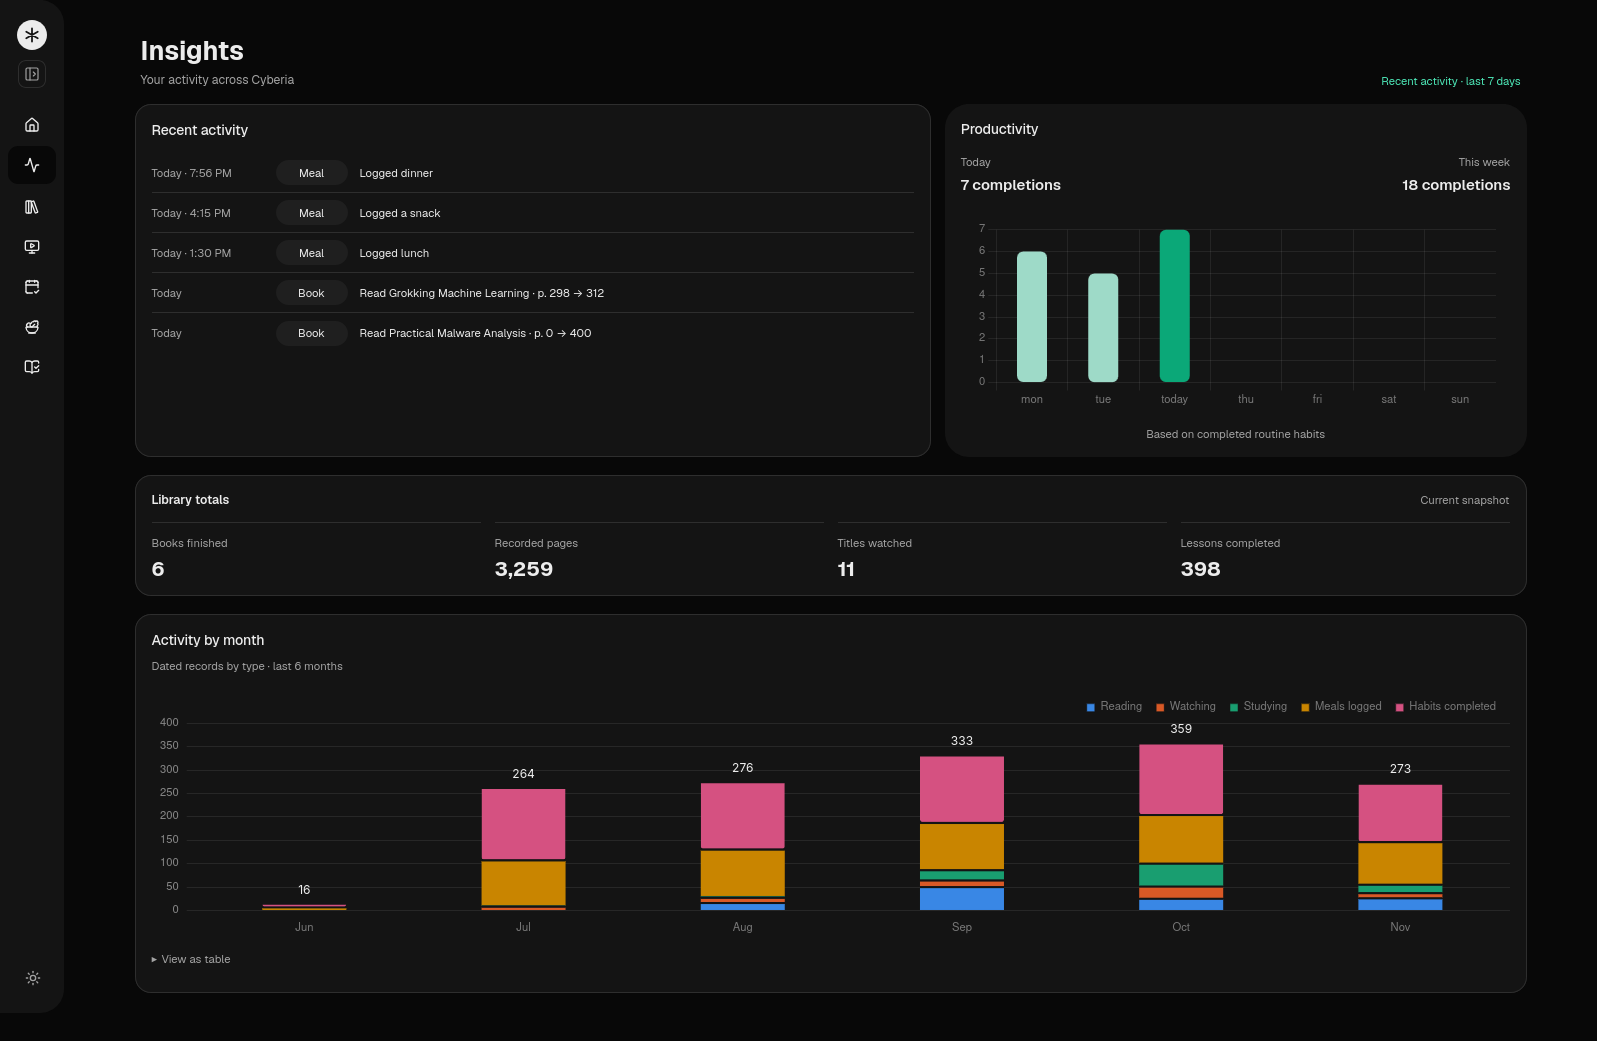 Insights
Your activity across Cyberia
Recent activity · last 7 days
Recent activity
Today · 7:56 PM Meal Logged dinner
Today · 4:15 PM Meal Logged a snack
Today · 1:30 PM Meal Logged lunch
Today Book Read Grokking Machine Learning · p. 298 → 312
Today Book Read Practical Malware Analysis · p. 0 → 400
Productivity
Today This week
7 completions 18 completions
7
6
5
4
3
2
1
0
mon tue today thu fri sat sun
Based on completed routine habits
Library totals Current snapshot
Books finished Recorded pages Titles watched Lessons completed
6 3,259 11 398
Activity by month
Dated records by type · last 6 months
Reading Watching Studying Meals logged Habits completed
400
350
300
250
200
150
100
50
0
16 264 276 333 359 273
Jun Jul Aug Sep Oct Nov
▸ View as table